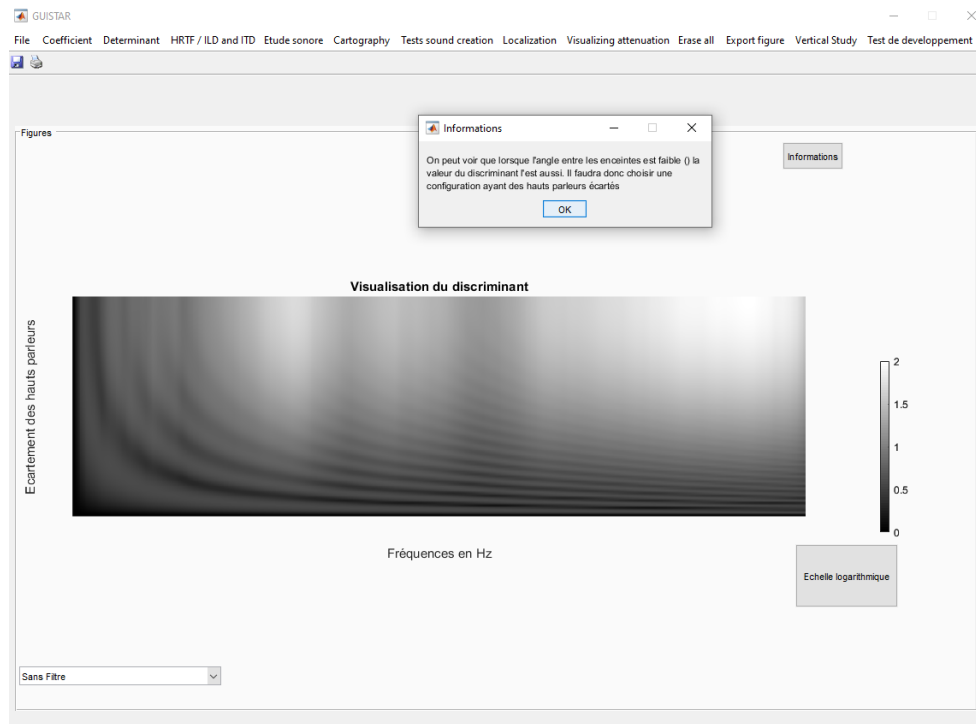 GUISTAR
File Coefficient Determinant HRTF / ILD and ITD Etude sonore Cartography Tests sound creation Localization Visualizing attenuation Erase all Export figure Vertical Study Test de developpement
Figures
Informations
On peut voir que lorsque l'angle entre les enceintes est faible () la
valeur du discriminant l'est aussi. Il faudra donc choisir une
configuration ayant des hauts parleurs écartés
OK
Informations
Visualisation du discriminant
Ecartement des hauts parleurs
Fréquences en Hz
2
1.5
1
0.5
0
Echelle logarithmique
Sans Filtre